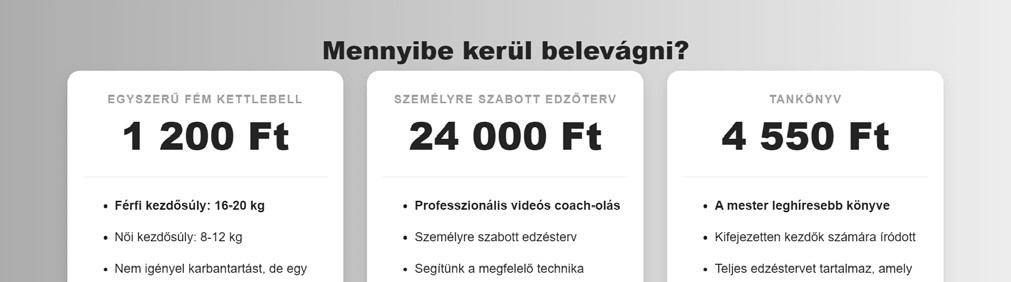 Mennyibe kerül belevágni?
EGYSZERŰ FÉM KETTLEBELL
1 200 Ft
Férfi kezdősúly: 16-20 kg
Női kezdősúly: 8-12 kg
Nem igényel karbantartást, de egy
SZEMÉLYRE SZABOTT EDZŐTERV
24 000 Ft
Professzionális videós coach-olás
Személyre szabott edzésterv
Segítünk a megfelelő technika
TANKÖNYV
4 550 Ft
A mester leghíresebb könyve
Kifejezetten kezdők számára íródott
Teljes edzéstervet tartalmaz, amely